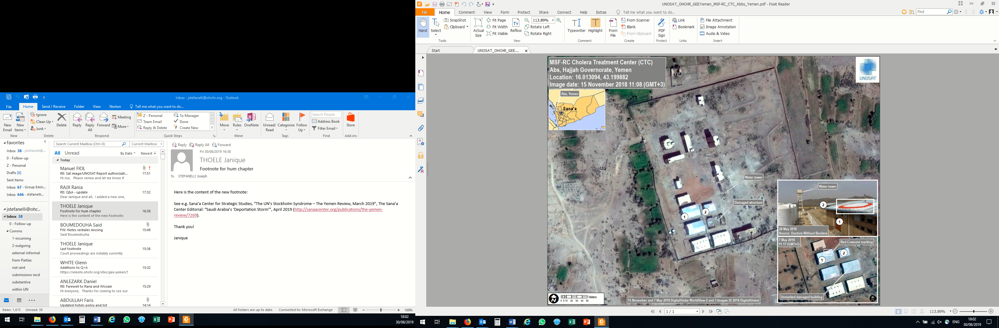 Inbox - jstefanelli@ohchr.org - Outlook
File Home Send / Receive Folder View Norton Tell me what you want to do...
New Email
New Items
Ignore
Clean Up
Junk
Delete
Reply
Reply All
Forward
Meeting
More
Z - Personal
Team Email
Reply & Delete
To Manager
Done
Create New
Move
Rules
OneNote
Unread/ Read
Categorize
Follow Up
Search People
Address Book
Filter Email
Store
New Delete Respond Quick Steps Move Tags Find Add-ins
Favorites
Inbox 38 - jstefanelli@...
0 - Follow-up
Z - Personal
Drafts [6]
Sent Items
Inbox 67 - Group Emin...
Inbox 646 - stefanelli...
jstefanelli@ohc...
Inbox 38
0 - Follow-up
Comms
1-incoming
2-outgoing
external-informal
from Parties
not sent
submissions recd
substantive
within UN
Search Current Mailbox (Ctrl+E) Current Mailbox
All Unread By Date Newest
Today
Manuel FIOL
RE: Sat image/UNOSAT Report authorizati... 17:51
Hi Joe, Please review and let me know if
RAJJI Rania
RE: Q&A - update 17:32
Dear Janique and all, I added a new one,
THOELE Janique
Footnote for hum chapter 16:38
Here is the content of the new footnote:
BOUMEDOUHA Said
FW: Notes verbales missing 15:49
Said Boumedouha
THOELE Janique
Last footnote 15:36
Court proceedings are notably currently
WHITE Glenn
Additions to Q+A 15:32
https://remote.ohchr.org/sites/gee-yemen/
ANLEZARK Daniel
RE: Farewell to Rana and Wissam 15:29
Hi everyone, Thanks for coming to see our
ABDULLAH Faris
Updated hotels policy and list 14:14
Reply Reply All Forward
Fri 30/08/2019 16:38
THOELE Janique
Footnote for hum chapter
To STEFANELLI Joseph
Here is the content of the new footnote:
See e.g. Sana’a Center for Strategic Studies, “The UN’s Stockholm Syndrome – The Yemen Review, March 2019”, The Sana’a
Center Editorial: “Saudi Arabia’s ‘Deportation Storm’”, April 2019 (http://sanaacenter.org/publications/the-yemen-
review/7269).
Thank you!
Janique
Items: 1,615 Unread: 38 All folders are up to date. Connected to: Microsoft Exchange 100%
18:02
30/08/2019
UNOSAT_OHCHR_GEEYemen_MSF-RC_CTC_Abbs_Yemen.pdf - Foxit Reader
File Home Comment View Form Protect Share Connect Help Extras Tell me what you want to do.. Find
Hand
Select
SnapShot
Clipboard
Actual Size
Fit Page
Fit Width
Fit Visible
Reflow
113.89%
Rotate Left
Rotate Right
Typewriter
Highlight
From File
From Scanner
Blank
From Clipboard
PDF Sign
Link
Bookmark
File Attachment
Image Annotation
Audio & Video
Tools View Comment Create Protect Links Insert
Start UNOSAT_OHCHR_GEE...
MSF-RC Cholera Treatment Center (CTC)
Abs, Hajjah Governorate, Yemen
Location: 16.013094, 43.199882
Image date: 15 November 2018 11:08 (GMT+3)
UNOSAT
Abs, Yemen
Sana'a
Water tower
Damaged structure
1
2
Water tower
2
1
28 May 2018
Source: Doctors Without Borders
7 May 2018
11:17 (GMT+3)
Red Crescent marking
2
1
Unmarked damaged building
Meters
0 5 10 20 30 40 50
15 November and 7 May 2018 DigitalGlobe WorldView-2 and 3 Images (© 2018 DigitalGlobe)
1 / 1 113.89%
ENG
18:02
30/08/2019